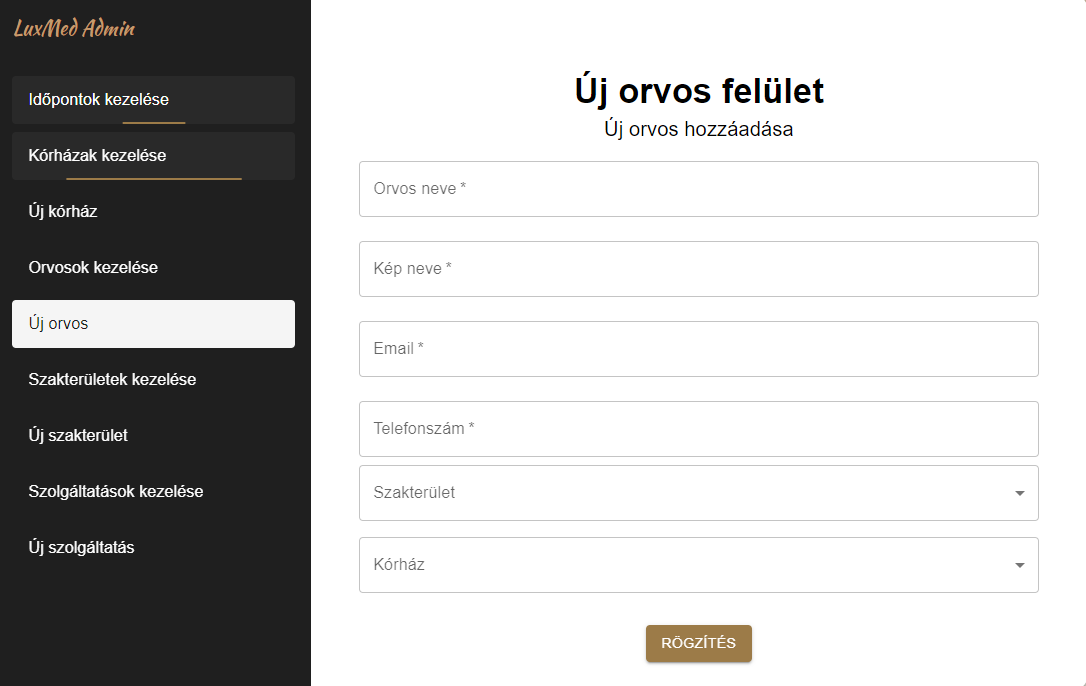 LuxMed Admin
Időpontok kezelése
Kórházak kezelése
Új kórház
Orvosok kezelése
Új orvos
Szakterületek kezelése
Új szakterület
Szolgáltatások kezelése
Új szolgáltatás
Új orvos felület
Új orvos hozzáadása
Orvos neve *
Kép neve *
Email *
Telefonszám *
Szakterület
Kórház
RÖGZÍTÉS